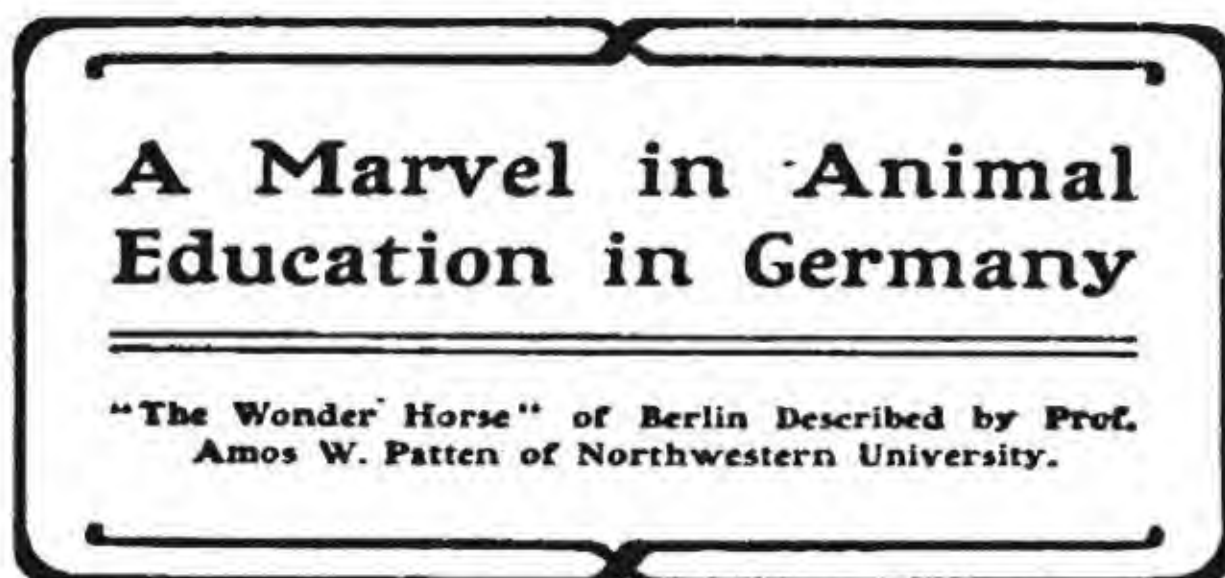 A Marvel in Animal
Education in Germany
"The Wonder Horse" of Berlin Described by Prof.
Amos W. Patten of Northwestern University.